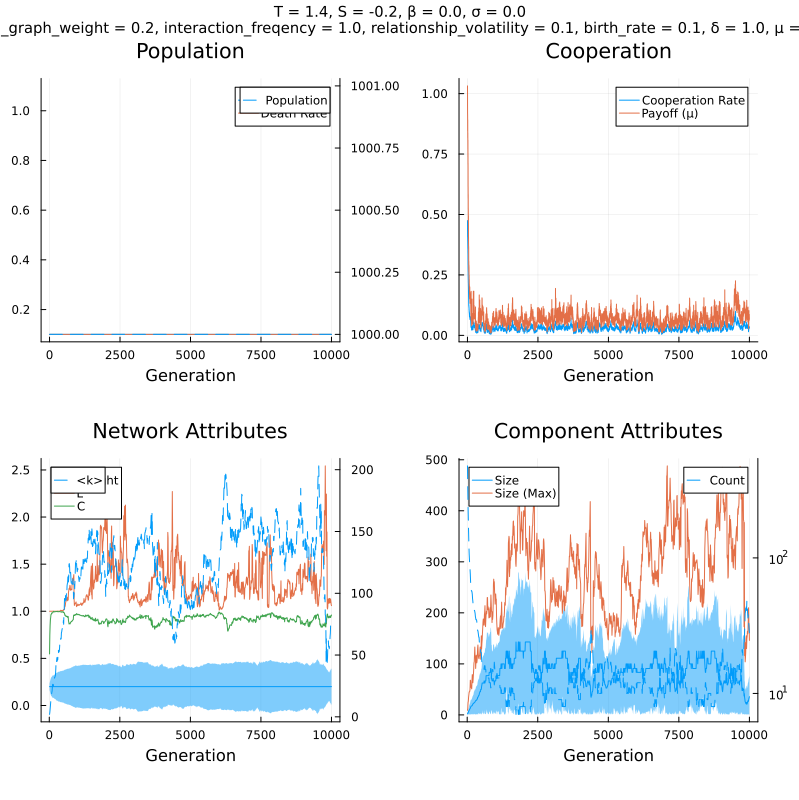 T = 1.4, S = -0.2, β = 0.0, σ = 0.0
_graph_weight = 0.2, interaction_freqency = 1.0, relationship_volatility = 0.1, birth_rate = 0.1, δ = 1.0, μ =
Population
1.0
0.8
0.6
0.4
0.2
Population
Death Rate
1001.00
1000.75
1000.50
1000.25
1000.00
0 2500 5000 7500 10000
Generation
Cooperation
1.00
0.75
0.50
0.25
0.00
Cooperation Rate
Payoff (μ)
0 2500 5000 7500 10000
Generation
Network Attributes
2.5
2.0
1.5
1.0
0.5
0.0
<k> ht
C
200
150
100
50
0
0 2500 5000 7500 10000
Generation
Component Attributes
500
400
300
200
100
0
Size
Size (Max)
Count
10²
10¹
0 2500 5000 7500 10000
Generation